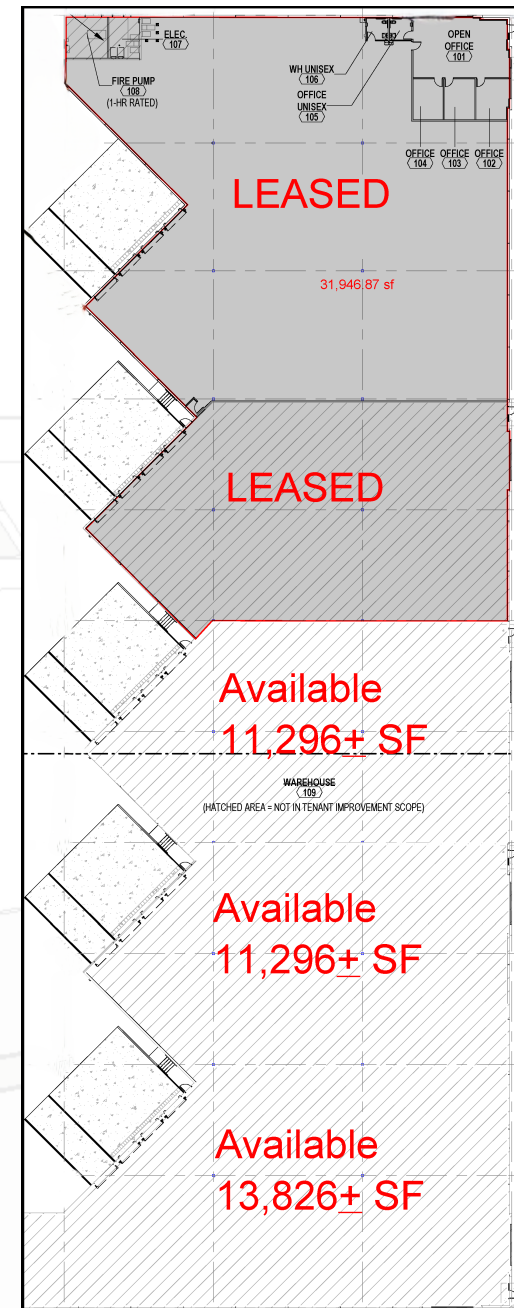 ELEC.
107
FIRE PUMP
108
(1-HR RATED)
WH UNISEX
106
OFFICE
UNISEX
105
OPEN
OFFICE
101
OFFICE
104
OFFICE
103
OFFICE
102
LEASED
31,946.87 sf
LEASED
Available
11,296± SF
WAREHOUSE
109
(HATCHED AREA = NOT IN TENANT IMPROVEMENT SCOPE)
Available
11,296± SF
Available
13,826± SF